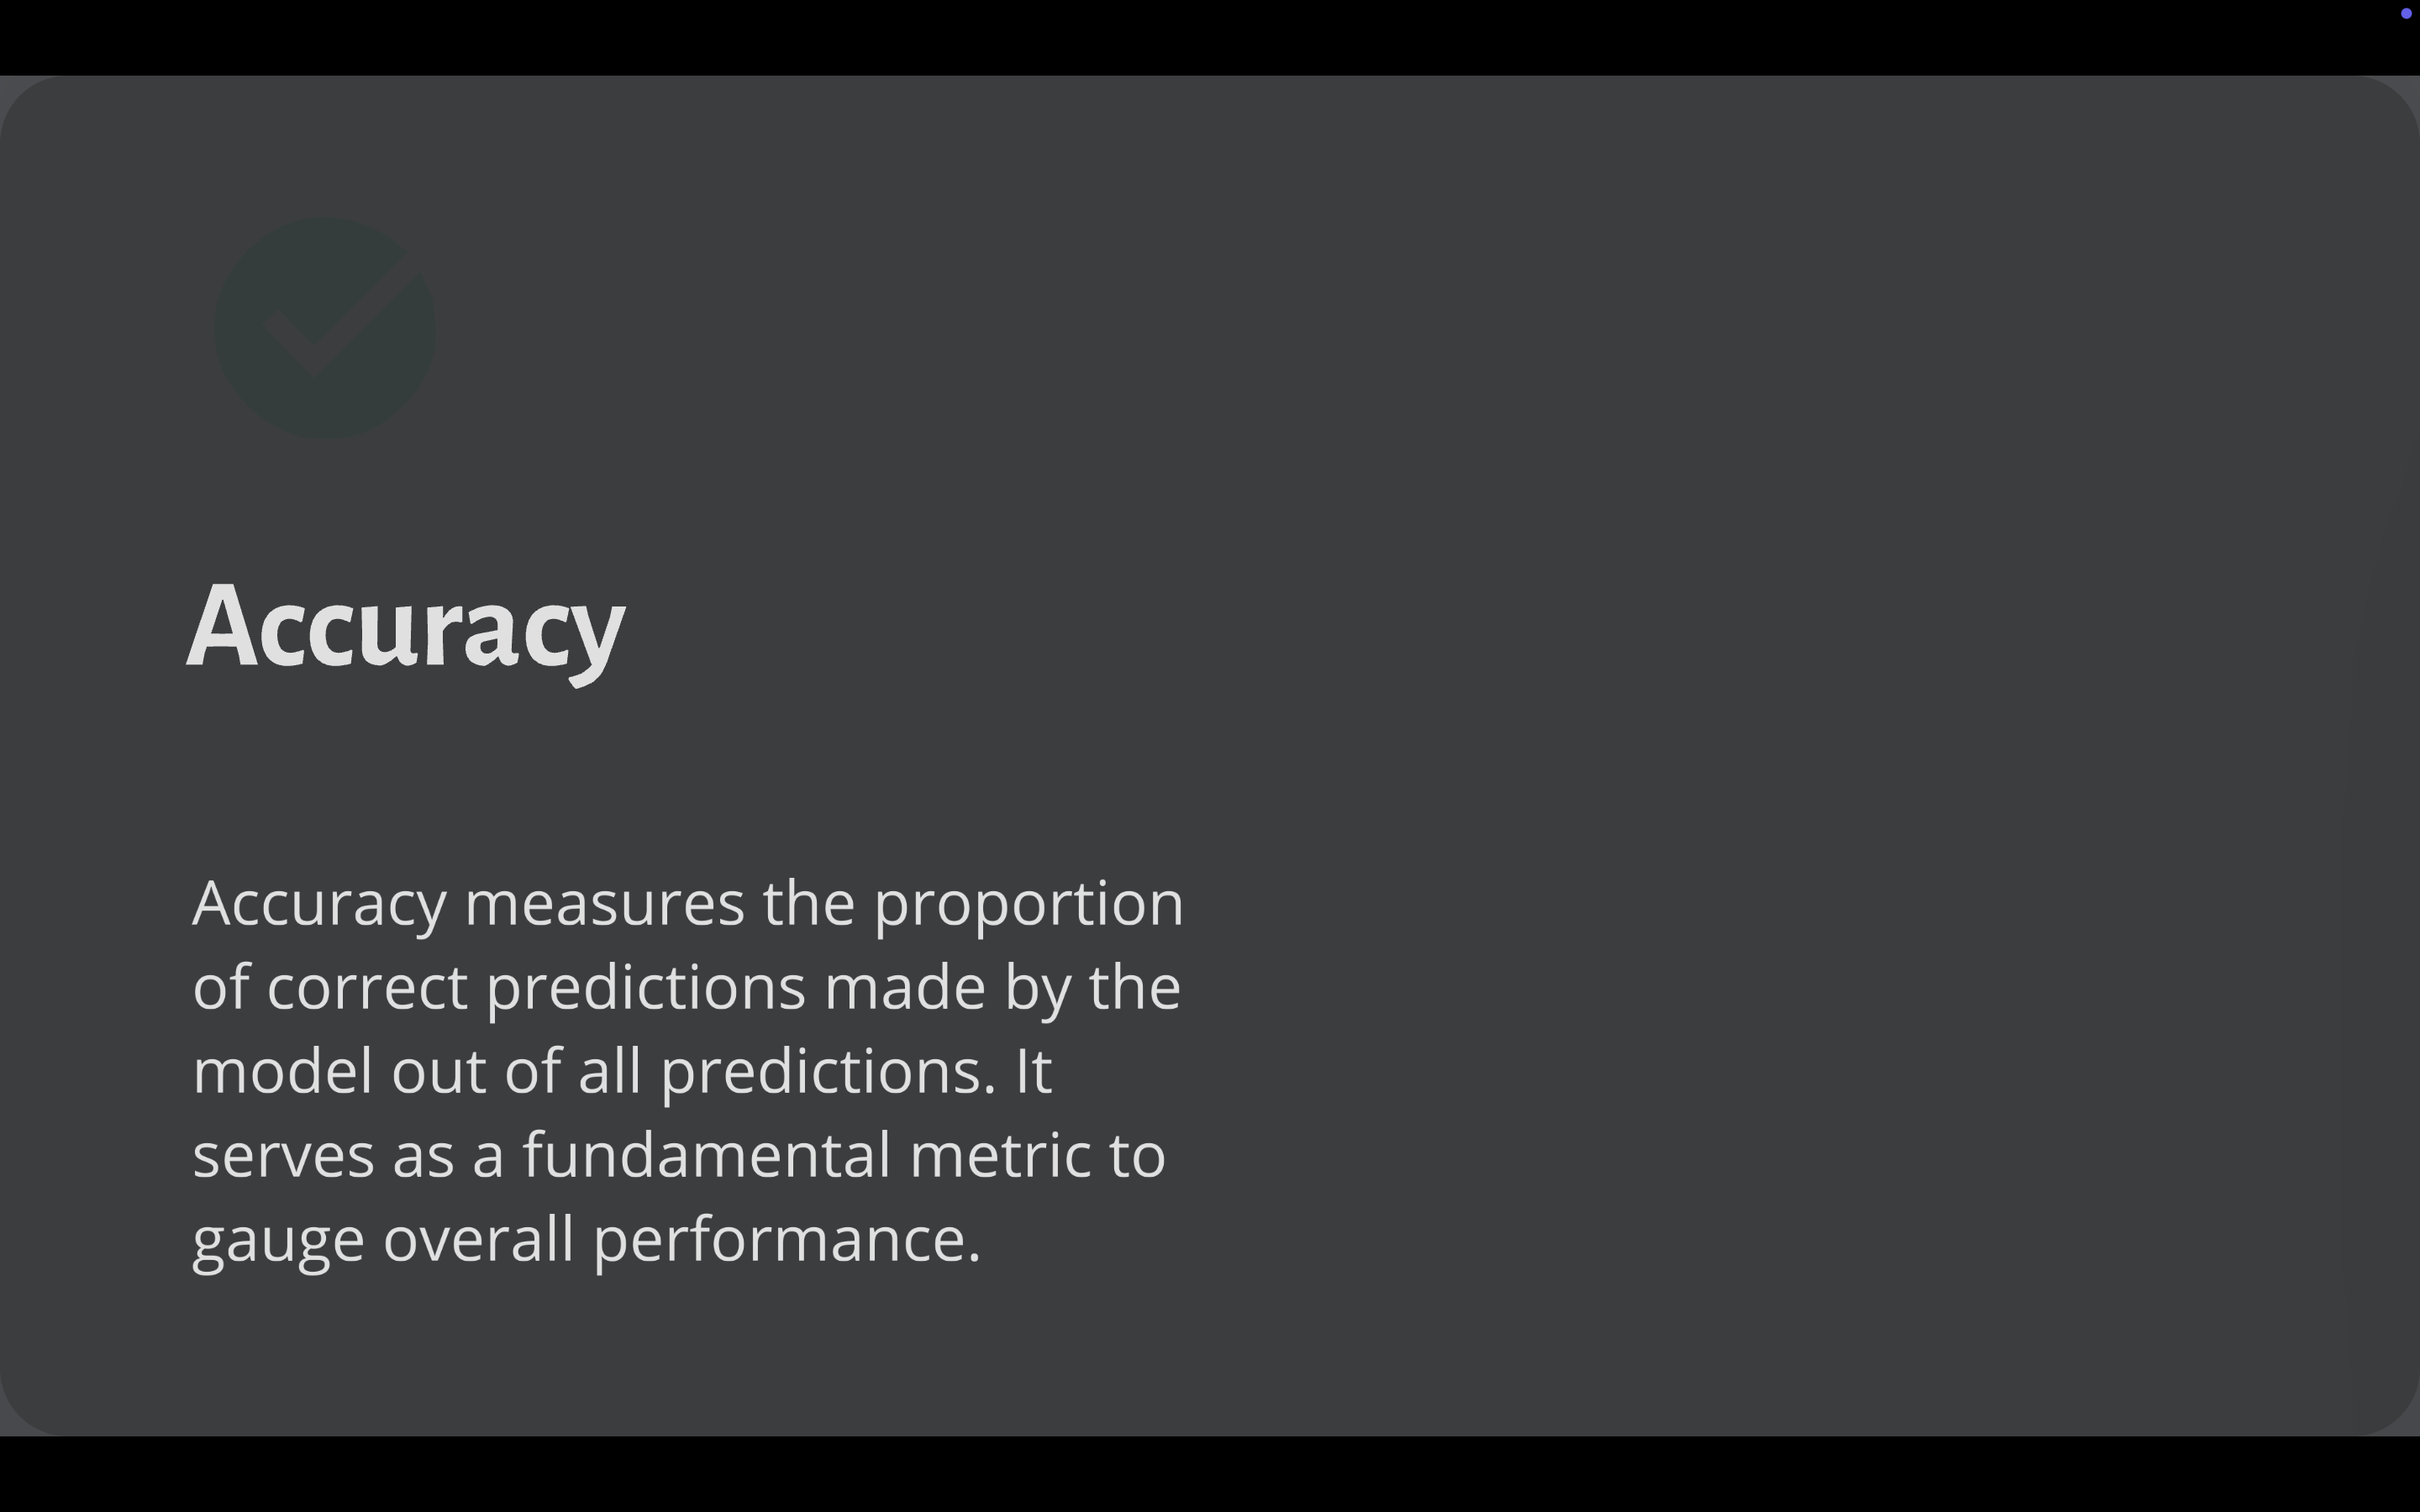 Accuracy
Accuracy measures the proportion
of correct predictions made by the
model out of all predictions. It
serves as a fundamental metric to
gauge overall performance.